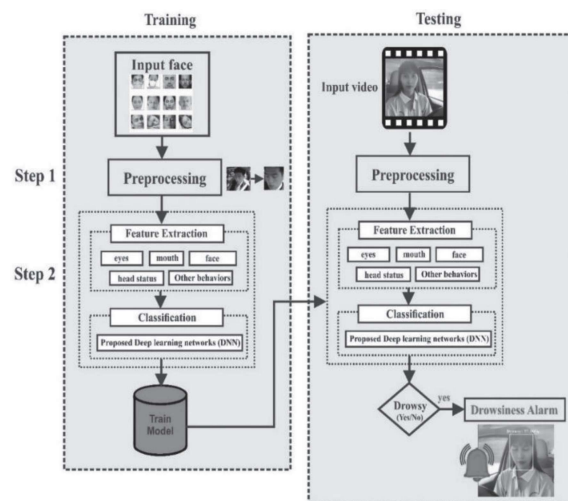 Training
Testing
Input face
Input video
Step 1
Preprocessing
Preprocessing
Step 2
Feature Extraction
eyes
mouth
face
head status
Other behaviors
Classification
Proposed Deep learning networks (DNN)
Train
Model
Feature Extraction
eyes
mouth
face
head status
Other behaviors
Classification
Proposed Deep learning networks (DNN)
Drowsy
(Yes/No)
yes
Drowsiness Alarm